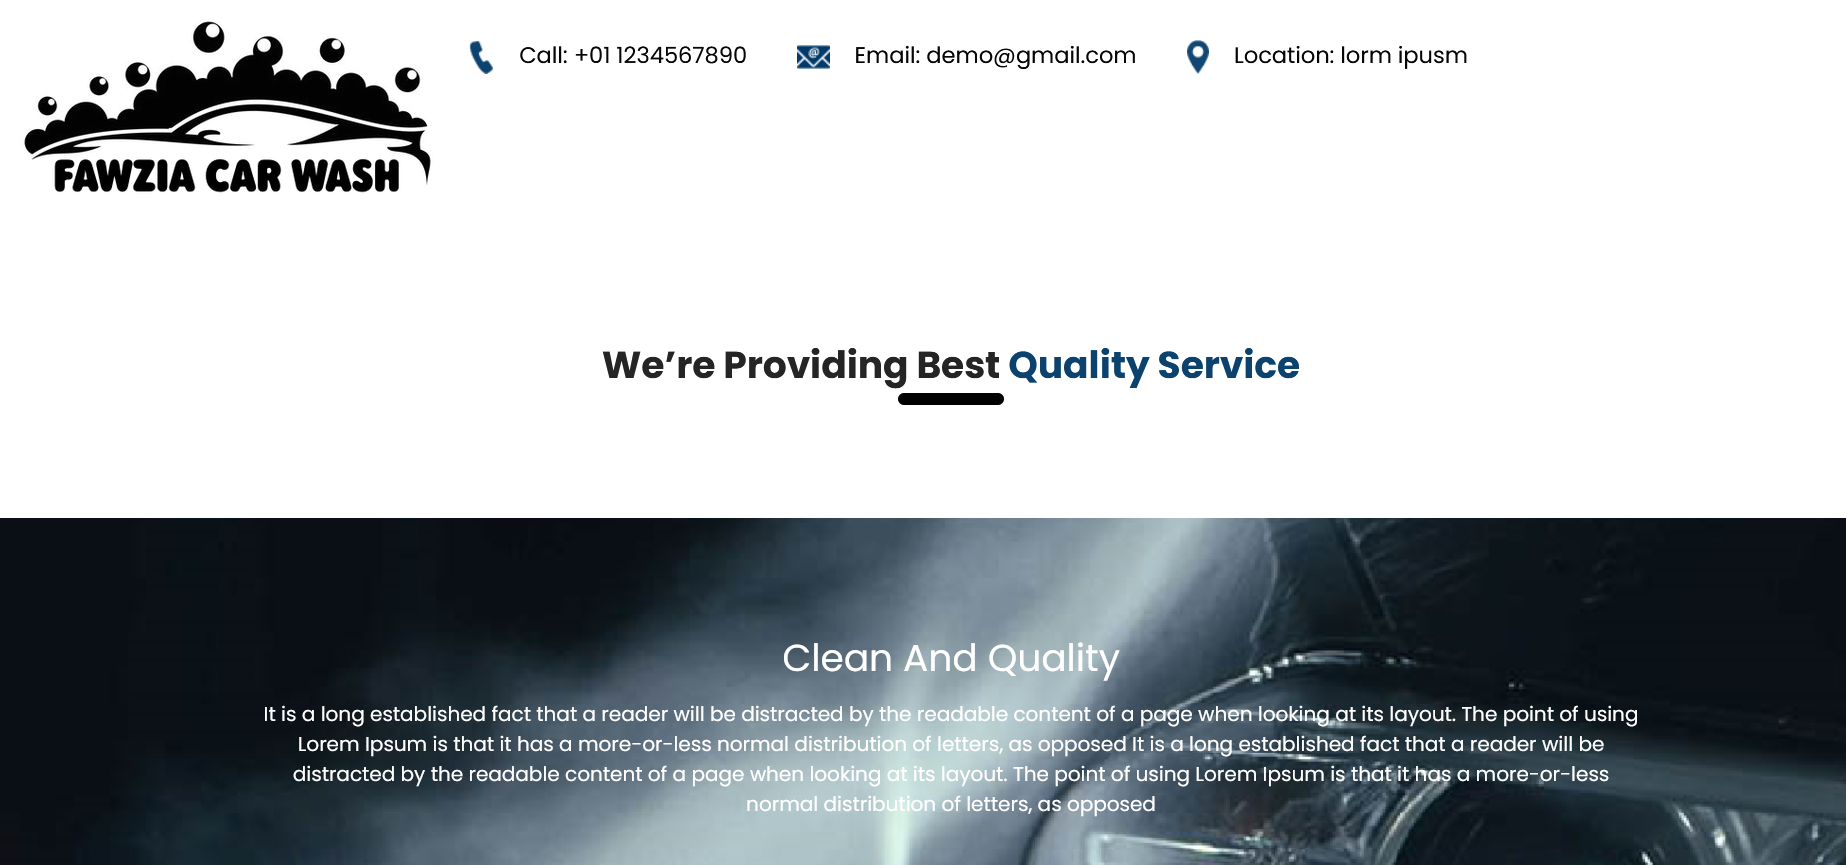 FAWZIA CAR WASH
Call: +01 1234567890
Email: demo@gmail.com
Location: lorm ipusm
We’re Providing Best Quality Service
Clean And Quality
It is a long established fact that a reader will be distracted by the readable content of a page when looking at its layout. The point of using
Lorem Ipsum is that it has a more-or-less normal distribution of letters, as opposed It is a long established fact that a reader will be
distracted by the readable content of a page when looking at its layout. The point of using Lorem Ipsum is that it has a more-or-less
normal distribution of letters, as opposed